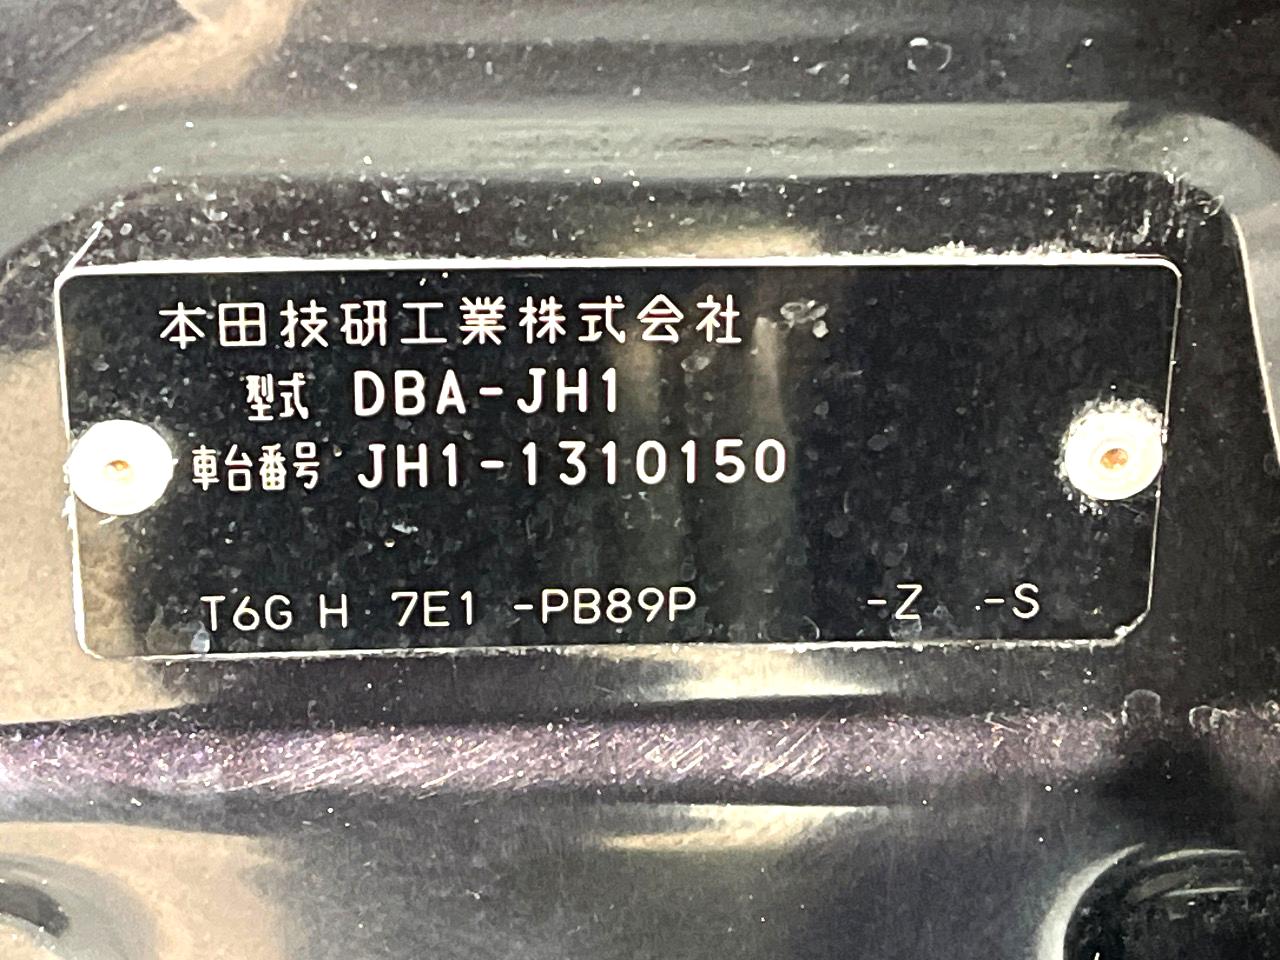 本田技研工業株式会社
型式 DBA-JH1
車台番号 JH1-1310150
T6G H 7E1 -PB89P -Z -S